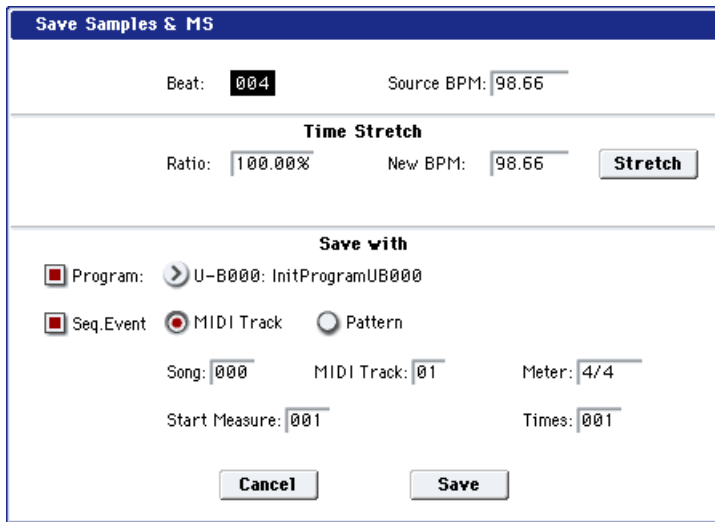 Save Samples & MS
Beat: 004 Source BPM: 98.66
Time Stretch
Ratio: 100.00% New BPM: 98.66 Stretch
Save with
Program: U-B000: InitProgramUB000
Seq.Event MIDI Track Pattern
Song: 000 MIDI Track: 01 Meter: 4/4
Start Measure: 001 Times: 001
Cancel Save